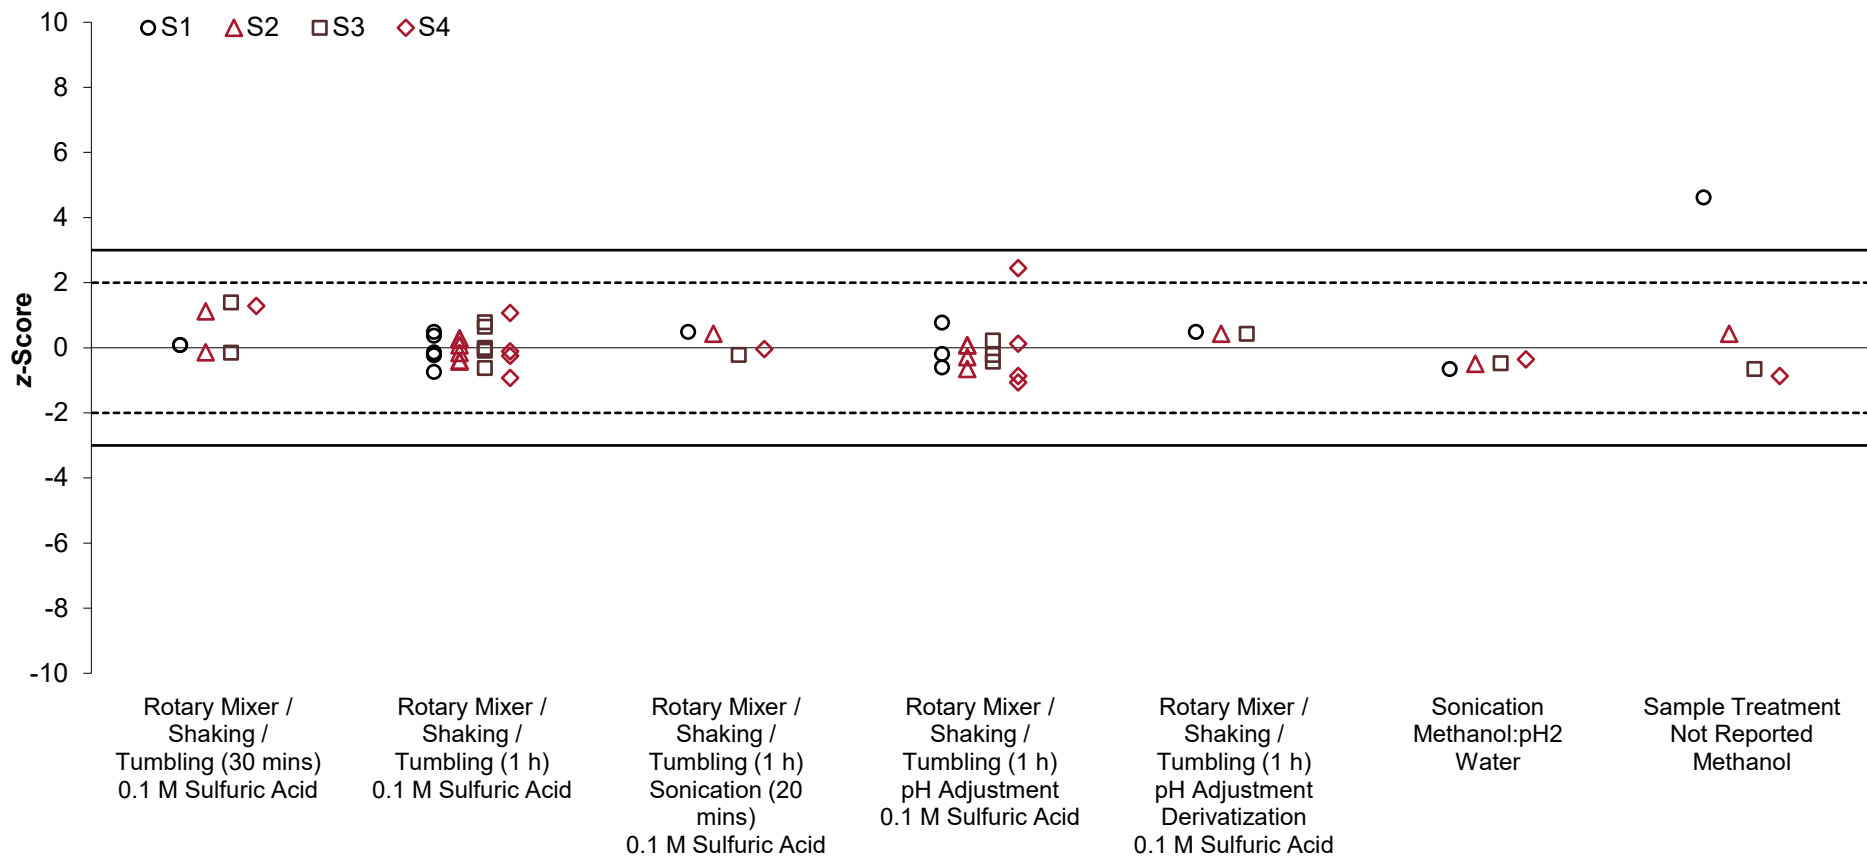 S1 S2 S3 S4
10
8
6
4
2
0
-2
-4
-6
-8
-10
z-Score
Rotary Mixer /
Shaking /
Tumbling (30 mins)
0.1 M Sulfuric Acid
Rotary Mixer /
Shaking /
Tumbling (1 h)
0.1 M Sulfuric Acid
Rotary Mixer /
Shaking /
Tumbling (1 h)
Sonication (20
mins)
0.1 M Sulfuric Acid
Rotary Mixer /
Shaking /
Tumbling (1 h)
pH Adjustment
0.1 M Sulfuric Acid
Rotary Mixer /
Shaking /
Tumbling (1 h)
pH Adjustment
Derivatization
0.1 M Sulfuric Acid
Sonication
Methanol:pH2
Water
Sample Treatment
Not Reported
Methanol